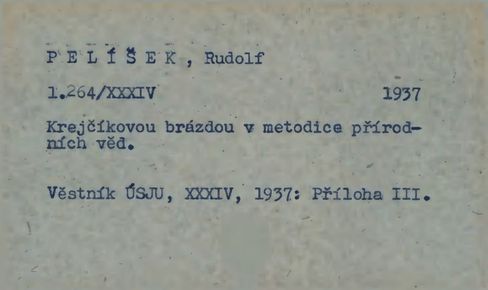 PELÍŠEK, Rudolf
1.264/XXXIV 1937
Krejčíkovou brázdou v metodice přírod-
ních věd.
Věstník ÚSJU, XXXIV, 1937: Příloha III.